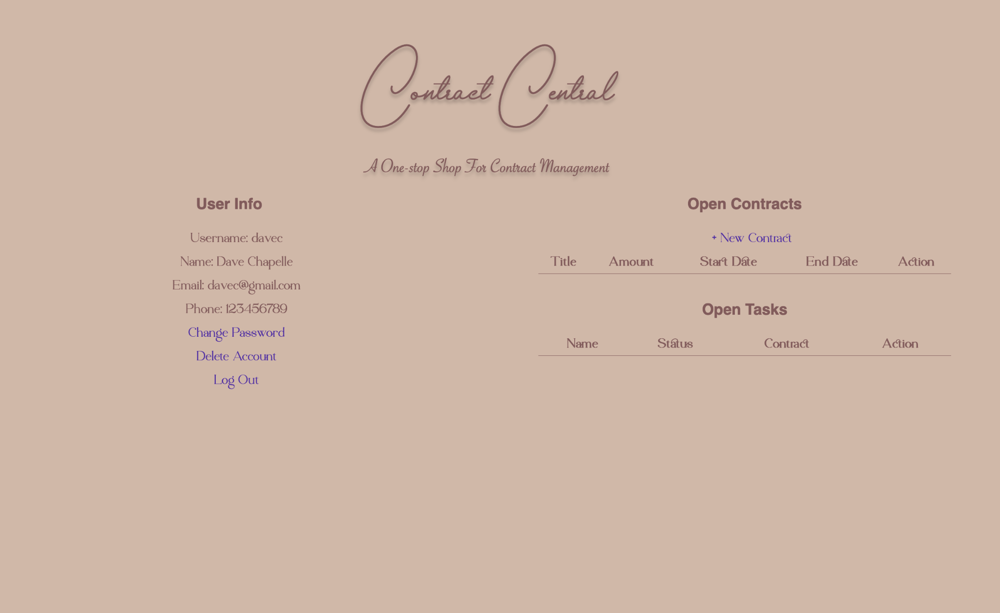 Contract Central
A One-stop Shop For Contract Management
User Info
Username: davec
Name: Dave Chapelle
Email: davec@gmail.com
Phone: 123456789
Change Password
Delete Account
Log Out
Open Contracts
+ New Contract
Title Amount Start Date End Date Action
Open Tasks
Name Status Contract Action